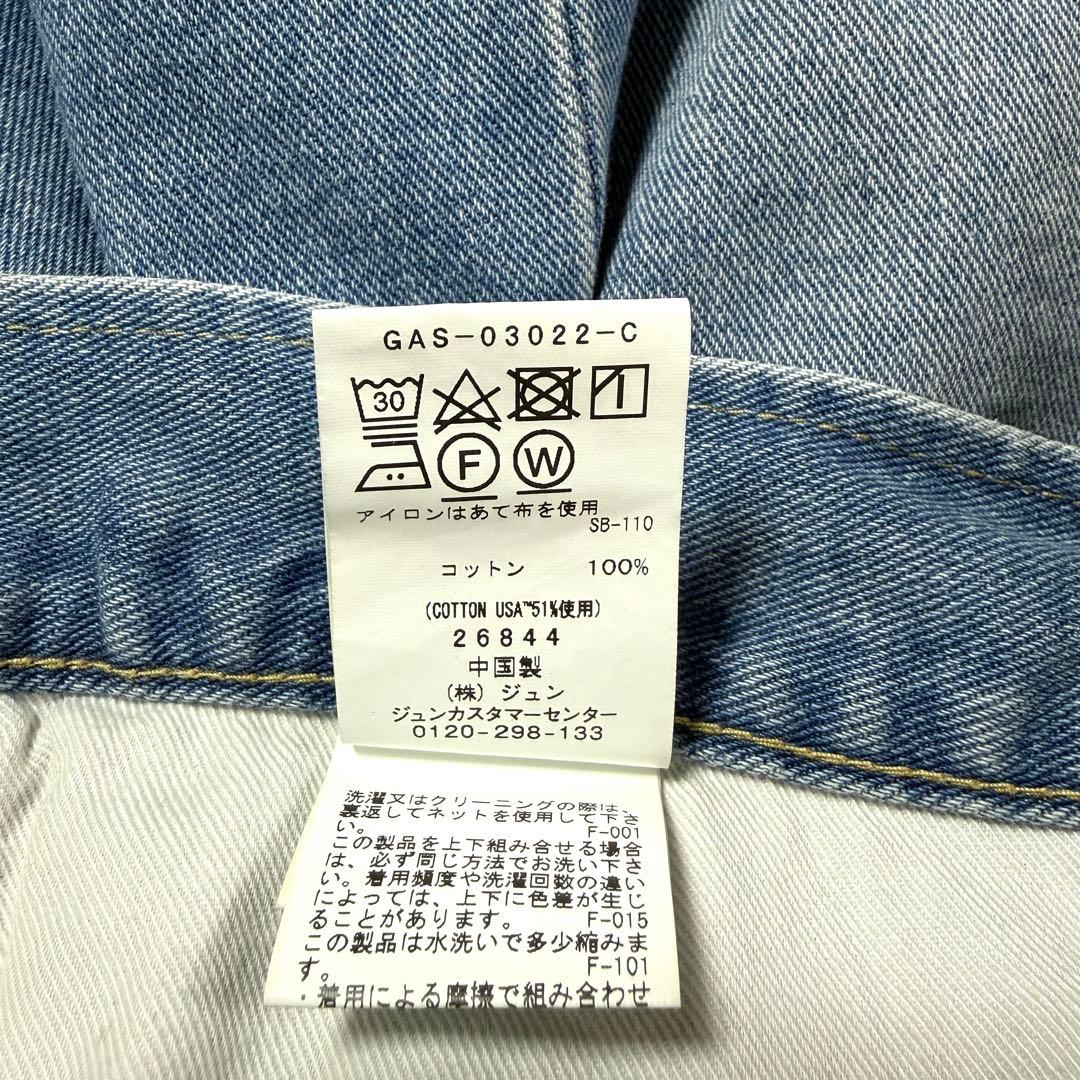 GAS-03022-C
30
F W
アイロンはあて布を使用
SB-110
コットン 100%
(COTTON USA™51%使用)
26844
中国製
(株) ジュン
ジュンカスタマーセンター
0120-298-133
洗濯又はクリーニングの際は、
裏返してネットを使用して下さ
い。 F-001
この製品を上下組み合せる場合
は、必ず同じ方法でお洗い下さ
い。着用頻度や洗濯回数の違い
によっては、上下に色差が生じ
ることがあります。 F-015
この製品は水洗いで多少縮みま
す。 F-101
・着用による摩擦で組み合わせ